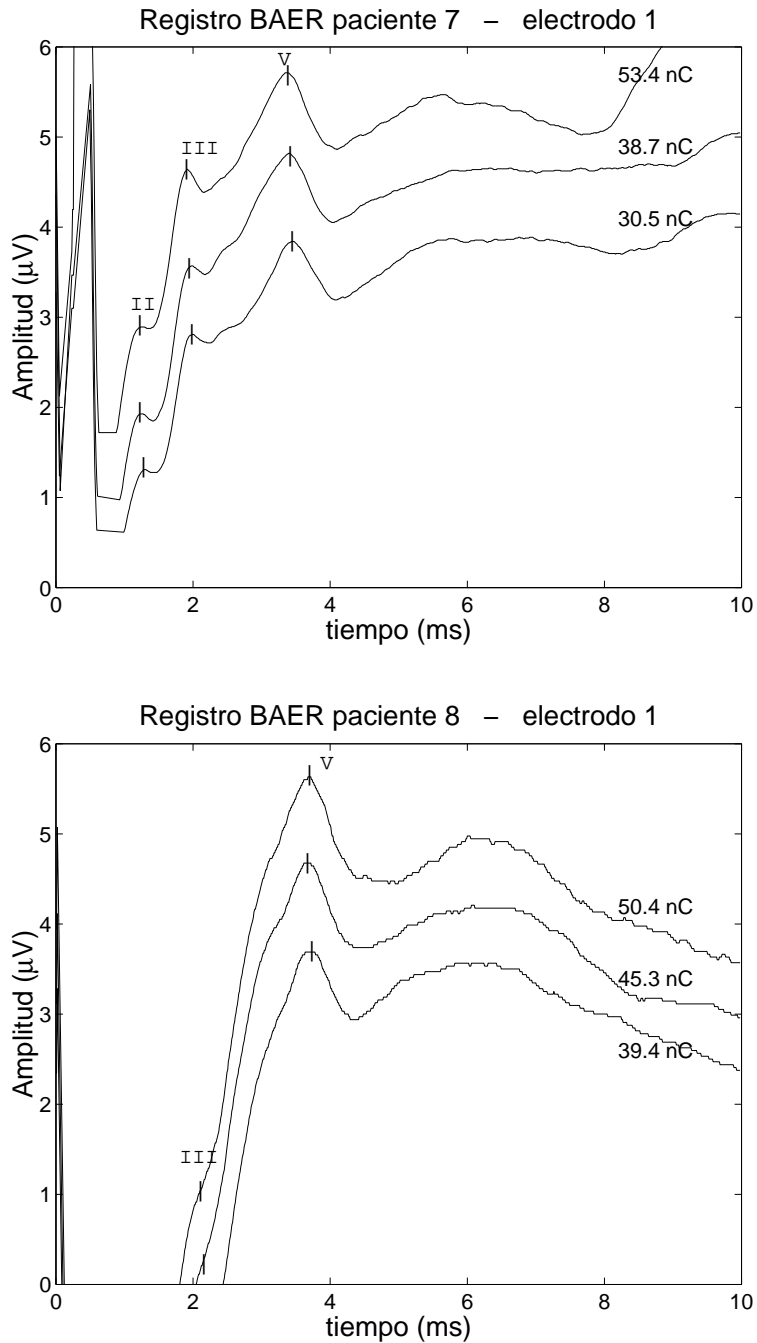 Registro BAER paciente 7 – electrodo 1
6
5
4
3
2
1
0
Amplitud (μV)
V
III
II
53.4 nC
38.7 nC
30.5 nC
0 2 4 6 8 10
tiempo (ms)
Registro BAER paciente 8 – electrodo 1
6
5
4
3
2
1
0
Amplitud (μV)
V
III
50.4 nC
45.3 nC
39.4 nC
0 2 4 6 8 10
tiempo (ms)